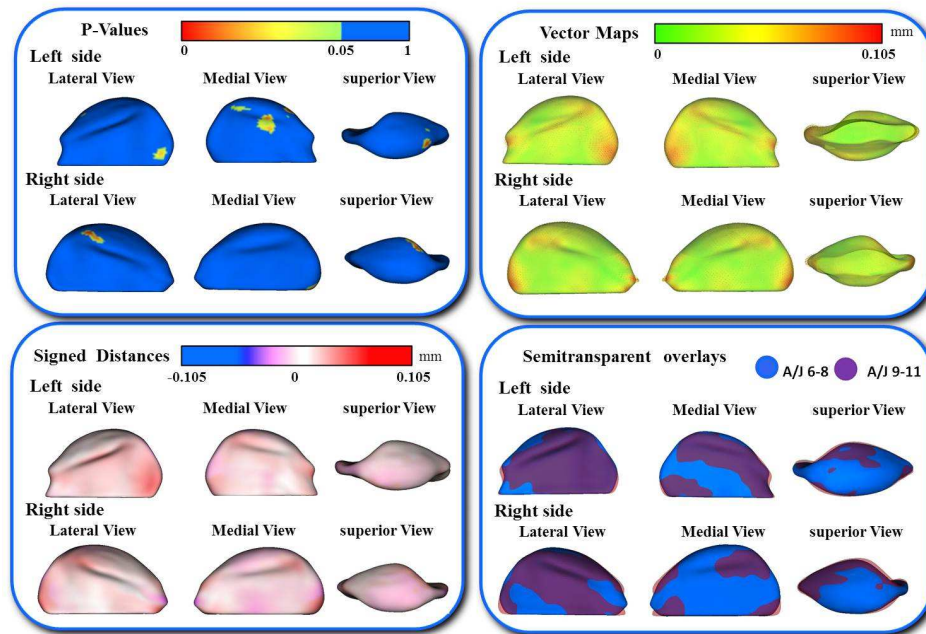 P-Values
0 0.05 1
Left side
Lateral View Medial View superior View
Right side
Lateral View Medial View superior View
Vector Maps
mm
0 0.105
Left side
Lateral View Medial View superior View
Right side
Lateral View Medial View superior View
Signed Distances
mm
-0.105 0 0.105
Left side
Lateral View Medial View superior View
Right side
Lateral View Medial View superior View
Semitransparent overlays
A/J 6-8 A/J 9-11
Left side
Lateral View Medial View superior View
Right side
Lateral View Medial View superior View